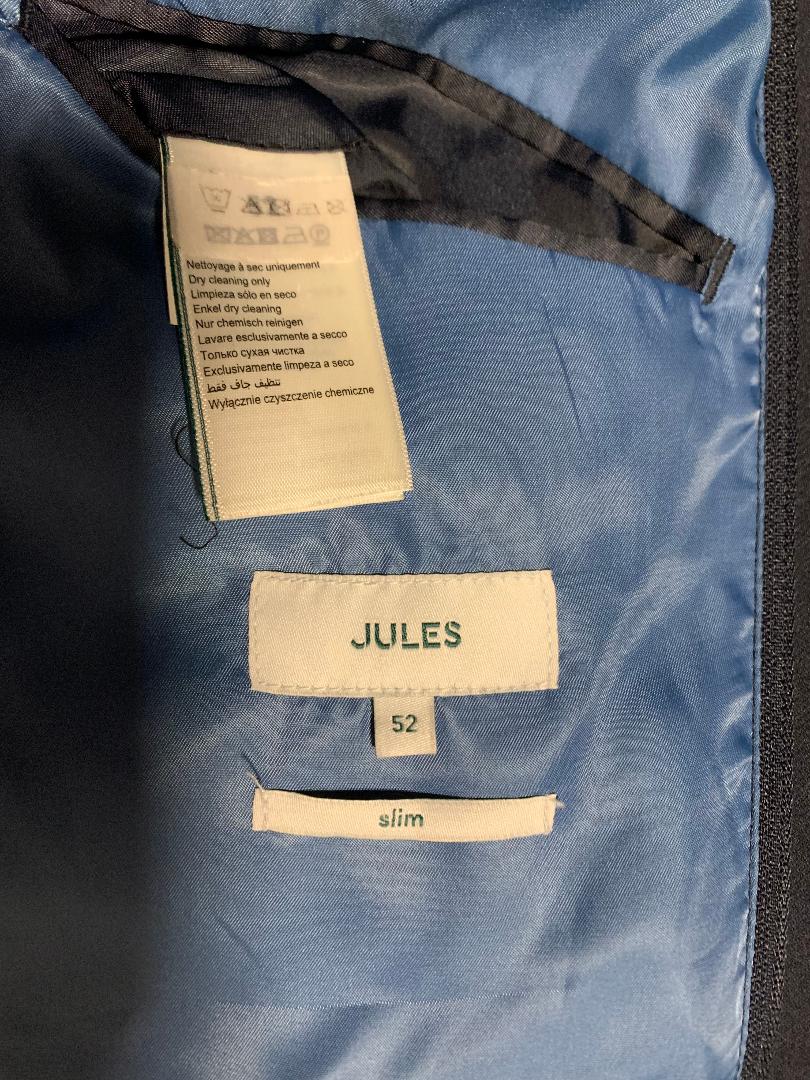 Nettoyage à sec uniquement
Dry cleaning only
Limpieza sólo en seco
Enkel dry cleaning
Nur chemisch reinigen
Lavare esclusivamente a secco
Только сухая чистка
Exclusivamente limpeza a seco
تنظيف جاف فقط
Wyłącznie czyszczenie chemiczne
JULES
52
slim